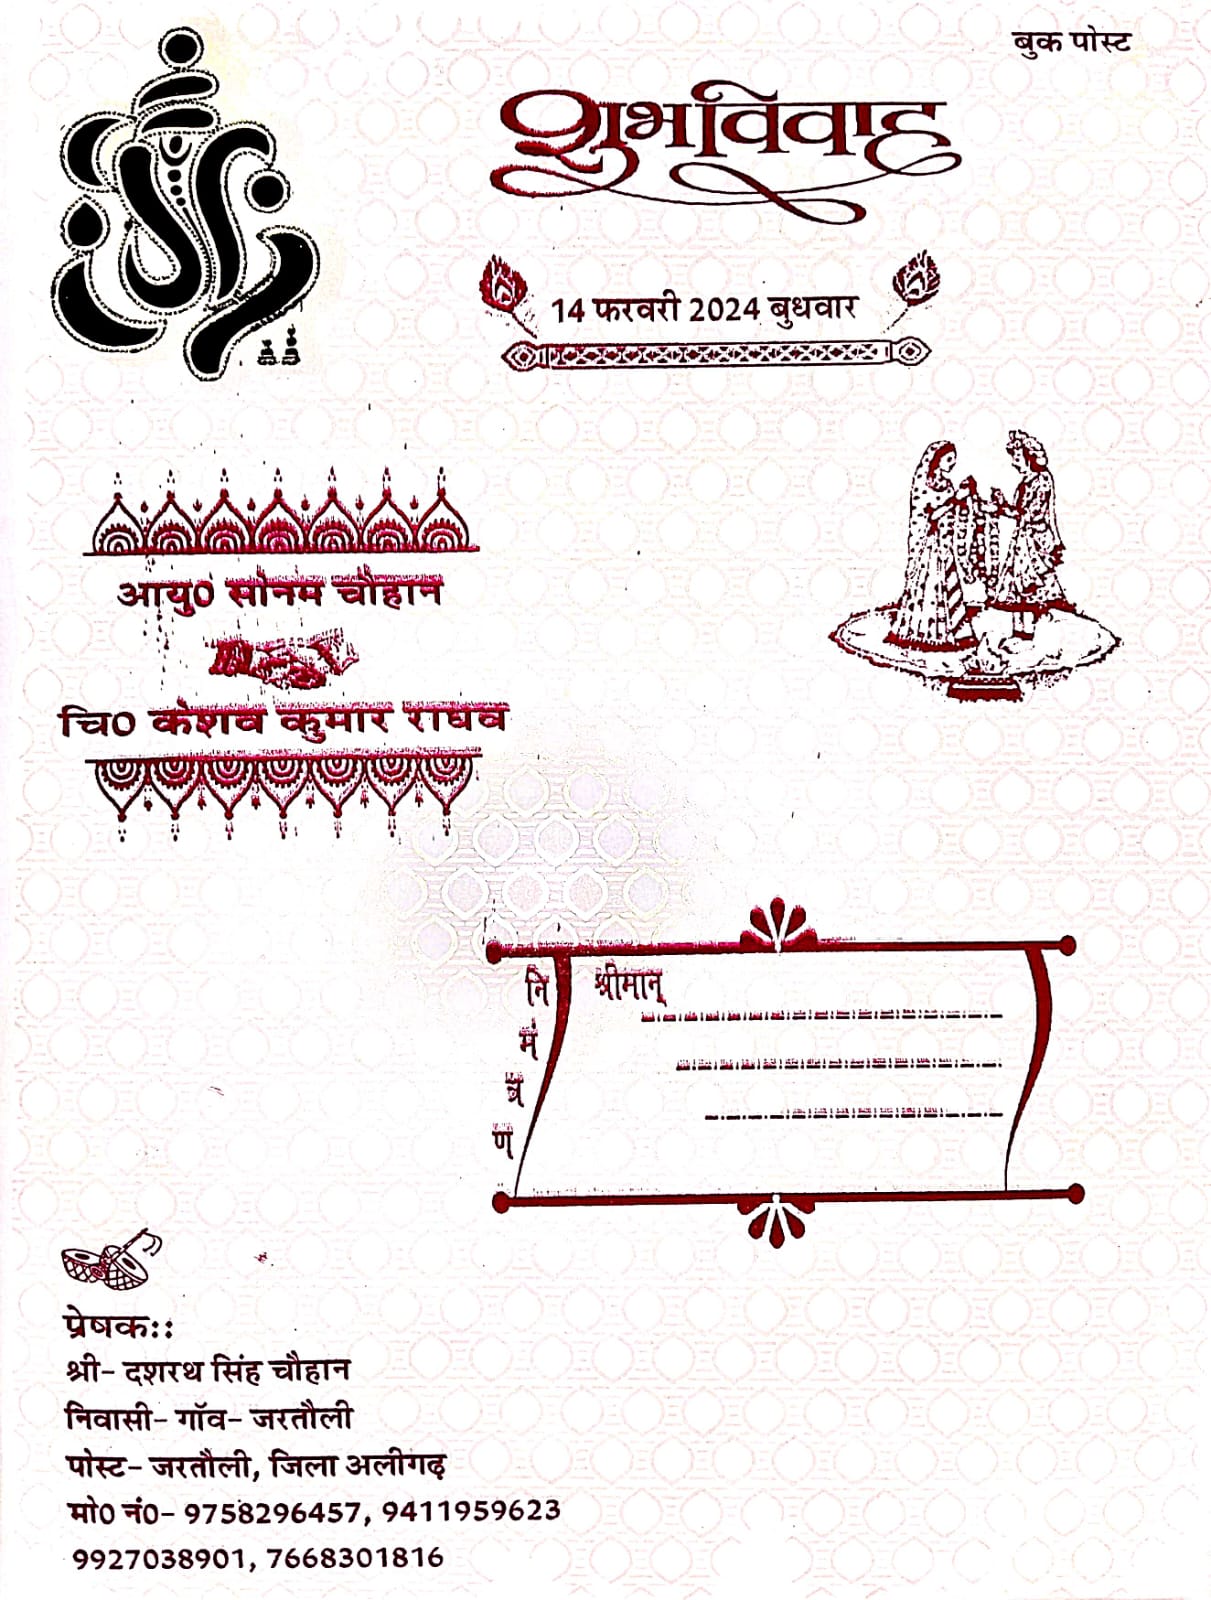 बुक पोस्ट
शुभविवाह
14 फरवरी 2024 बुधवार
आयु0 सोनम चौहान
चि0 केशव कुमार राघव
निमंत्रण
श्रीमान्
प्रेषक::
श्री- दशरथ सिंह चौहान
निवासी- गॉव- जरतौली
पोस्ट- जरतौली, जिला अलीगढ़
मो0 नं0- 9758296457, 9411959623
9927038901, 7668301816